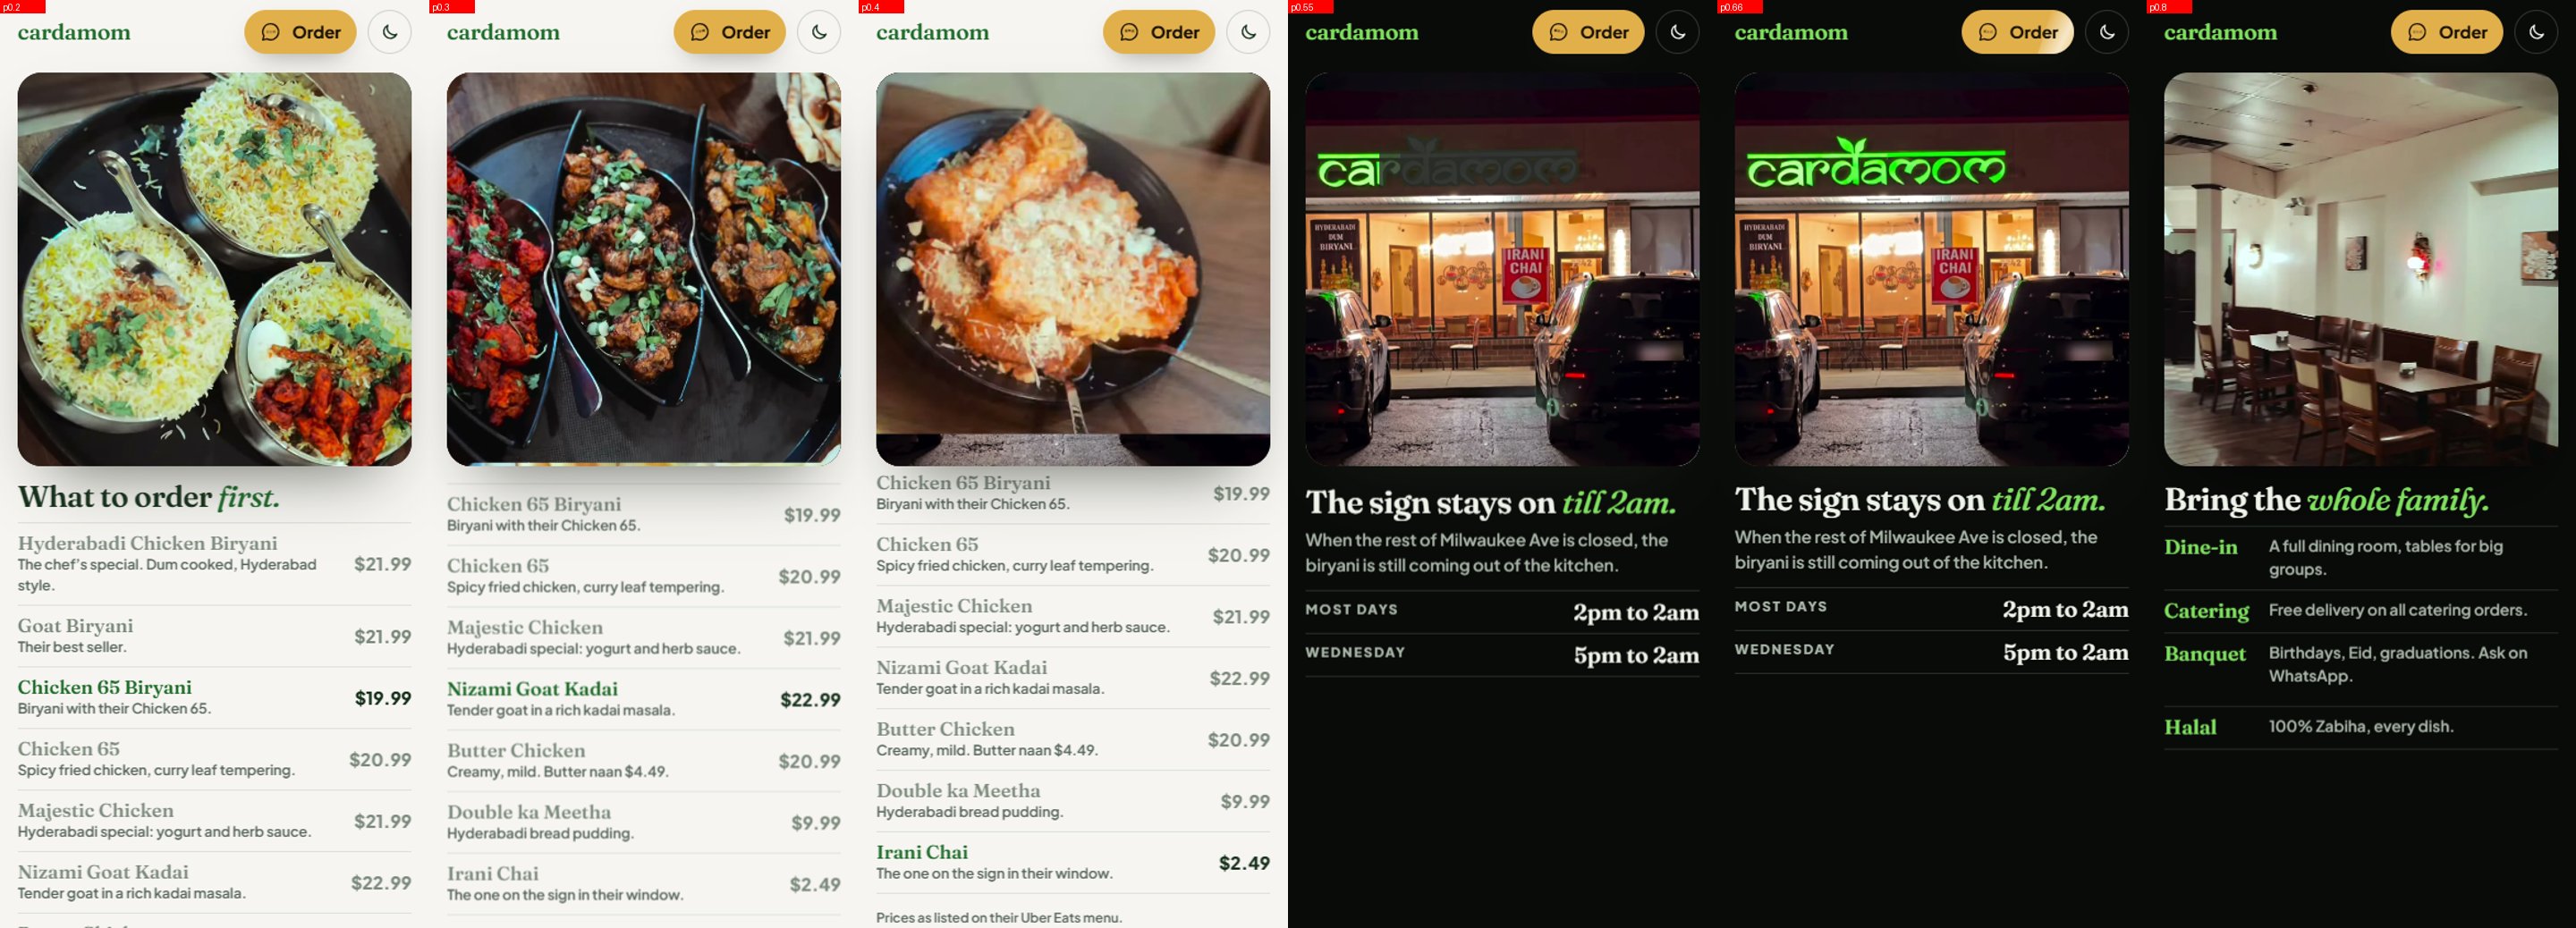 p0.2
cardamom
Order
What to order first.
Hyderabadi Chicken Biryani
The chef's special. Dum cooked, Hyderabad style.
$21.99
Goat Biryani
Their best seller.
$21.99
Chicken 65 Biryani
Biryani with their Chicken 65.
$19.99
Chicken 65
Spicy fried chicken, curry leaf tempering.
$20.99
Majestic Chicken
Hyderabadi special: yogurt and herb sauce.
$21.99
Nizami Goat Kadai
Tender goat in a rich kadai masala.
$22.99
p0.3
cardamom
Order
Chicken 65 Biryani
Biryani with their Chicken 65.
$19.99
Chicken 65
Spicy fried chicken, curry leaf tempering.
$20.99
Majestic Chicken
Hyderabadi special: yogurt and herb sauce.
$21.99
Nizami Goat Kadai
Tender goat in a rich kadai masala.
$22.99
Butter Chicken
Creamy, mild. Butter naan $4.49.
$20.99
Double ka Meetha
Hyderabadi bread pudding.
$9.99
Irani Chai
The one on the sign in their window.
$2.49
p0.4
cardamom
Order
Chicken 65 Biryani
Biryani with their Chicken 65.
$19.99
Chicken 65
Spicy fried chicken, curry leaf tempering.
$20.99
Majestic Chicken
Hyderabadi special: yogurt and herb sauce.
$21.99
Nizami Goat Kadai
Tender goat in a rich kadai masala.
$22.99
Butter Chicken
Creamy, mild. Butter naan $4.49.
$20.99
Double ka Meetha
Hyderabadi bread pudding.
$9.99
Irani Chai
The one on the sign in their window.
$2.49
Prices as listed on their Uber Eats menu.
p0.55
cardamom
Order
cardamom
HYDERABADI
DUM
BIRYANI
IRANI
CHAI
The sign stays on till 2am.
When the rest of Milwaukee Ave is closed, the
biryani is still coming out of the kitchen.
MOST DAYS
2pm to 2am
WEDNESDAY
5pm to 2am
p0.66
cardamom
Order
cardamom
HYDERABADI
DUM
BIRYANI
IRANI
CHAI
The sign stays on till 2am.
When the rest of Milwaukee Ave is closed, the
biryani is still coming out of the kitchen.
MOST DAYS
2pm to 2am
WEDNESDAY
5pm to 2am
p0.8
cardamom
Order
Bring the whole family.
Dine-in
A full dining room, tables for big
groups.
Catering
Free delivery on all catering orders.
Banquet
Birthdays, Eid, graduations. Ask on
WhatsApp.
Halal
100% Zabiha, every dish.